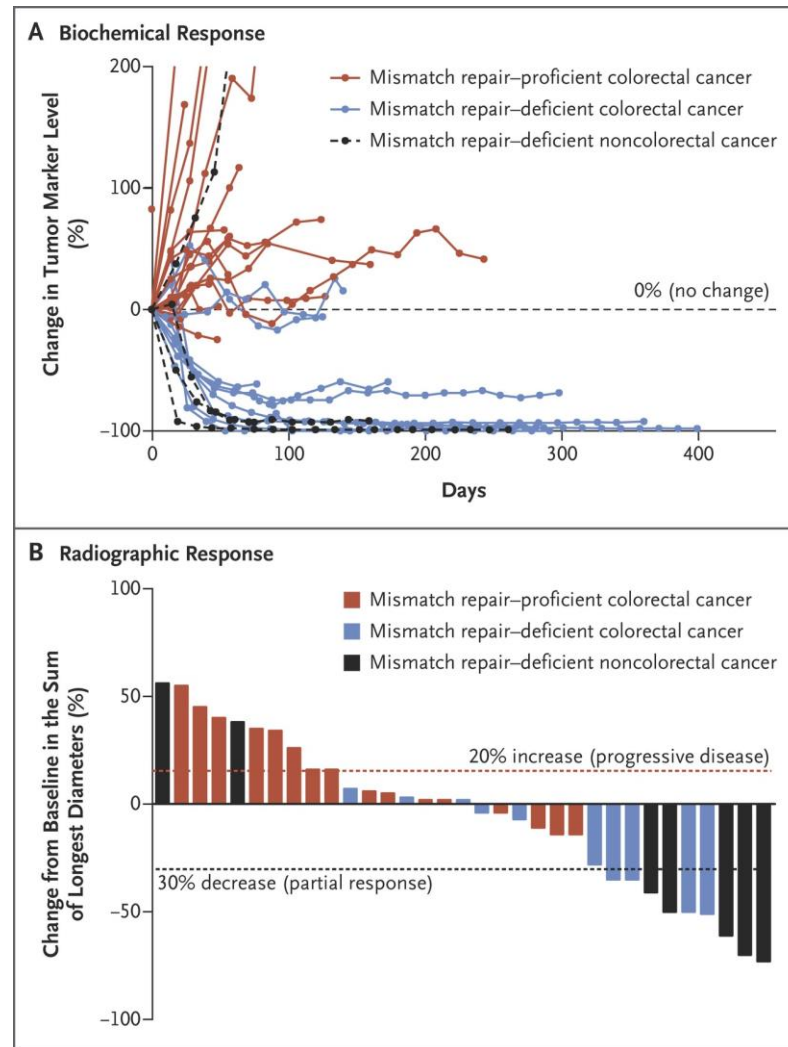 A Biochemical Response
200
100
0
−100
Change in Tumor Marker Level
(%)
Mismatch repair–proficient colorectal cancer
Mismatch repair–deficient colorectal cancer
Mismatch repair–deficient noncolorectal cancer
0% (no change)
0
100
200
300
400
Days
B Radiographic Response
100
50
0
−50
−100
Change from Baseline in the Sum
of Longest Diameters (%)
Mismatch repair–proficient colorectal cancer
Mismatch repair–deficient colorectal cancer
Mismatch repair–deficient noncolorectal cancer
20% increase (progressive disease)
30% decrease (partial response)